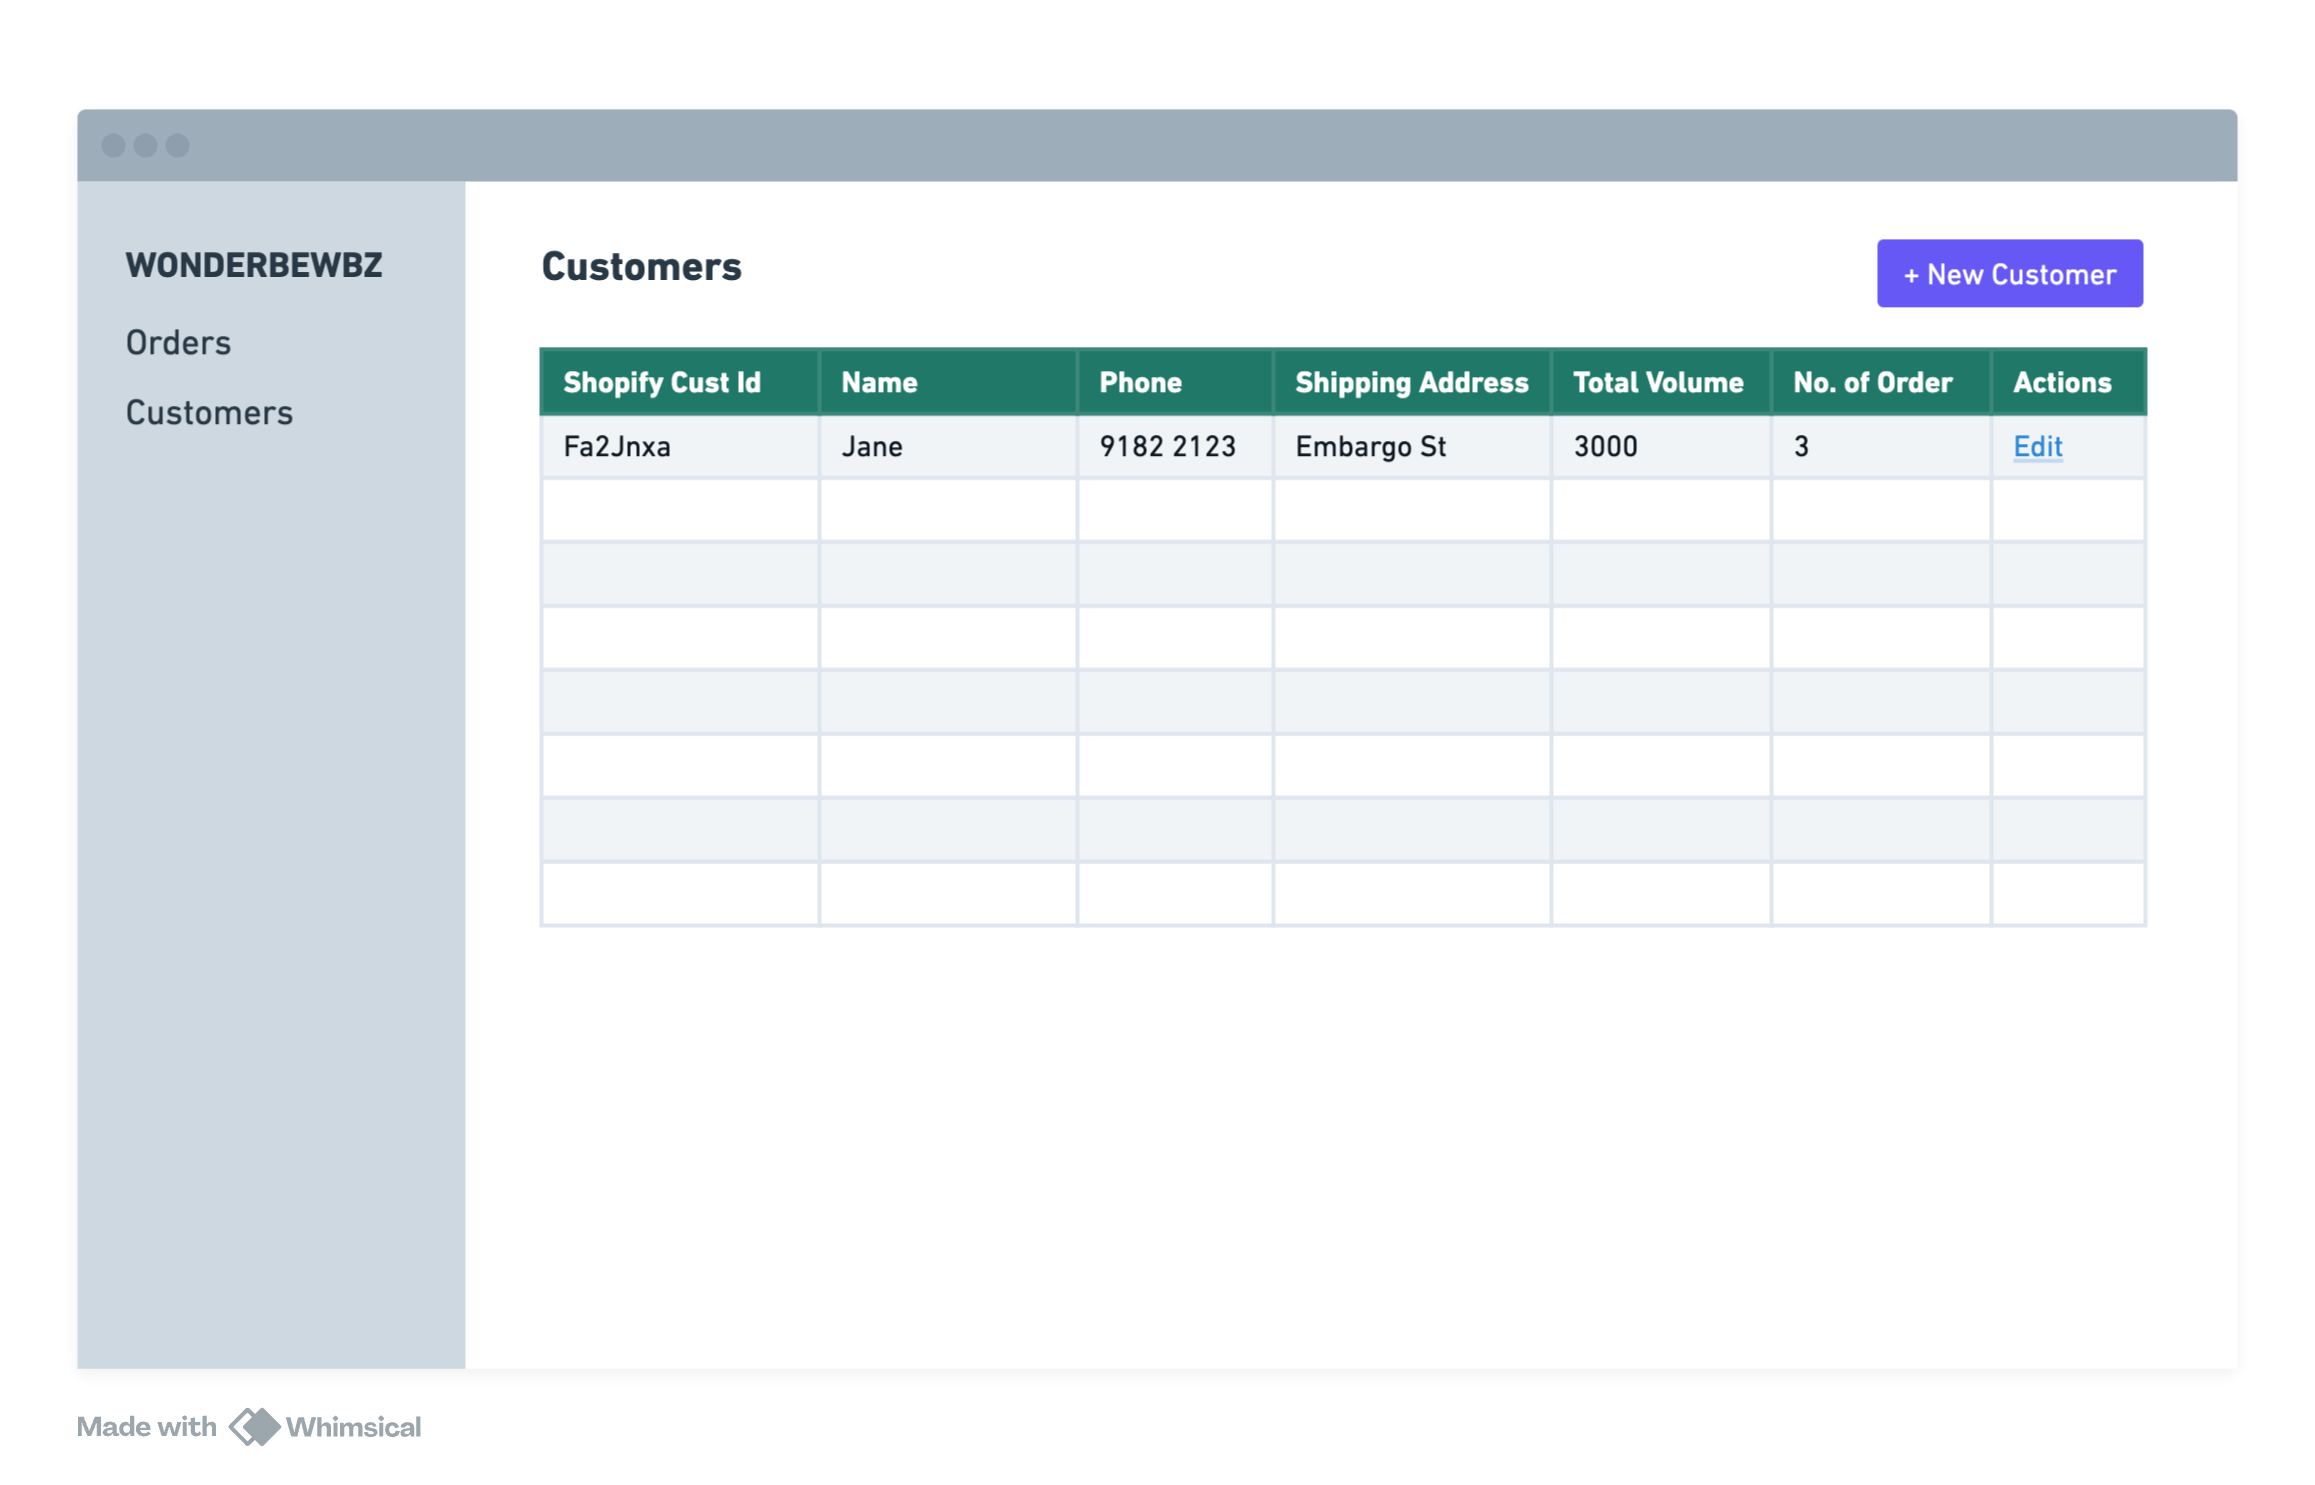 WONDERBEWBZ
Orders
Customers
Customers
+ New Customer
Shopify Cust Id Name Phone Shipping Address Total Volume No. of Order Actions
Fa2Jnxa Jane 9182 2123 Embargo St 3000 3 Edit
Made with Whimsical